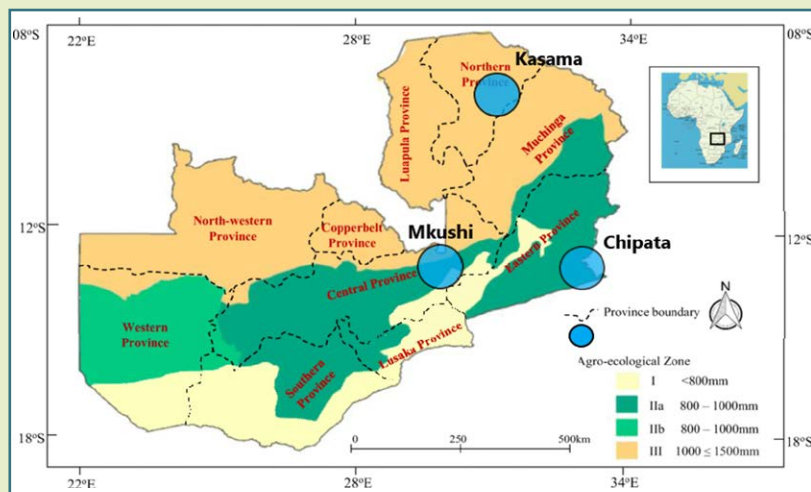 08°S
22°E
28°E
34°E
08°S
Kasama
Northern
Province
Luapula Province
Muchinga
Province
12°S
12°S
North-western
Province
Copperbelt
Province
Mkushi
Eastern Province
Chipata
Central Province
Western
Province
Lusaka Province
Southern
Province
Province boundary
N
Agro-ecological Zone
I <800mm
IIa 800 – 1000mm
IIb 800 – 1000mm
III 1000 ≤ 1500mm
0 250 500km
18°S
18°S
22°E
28°E
34°E